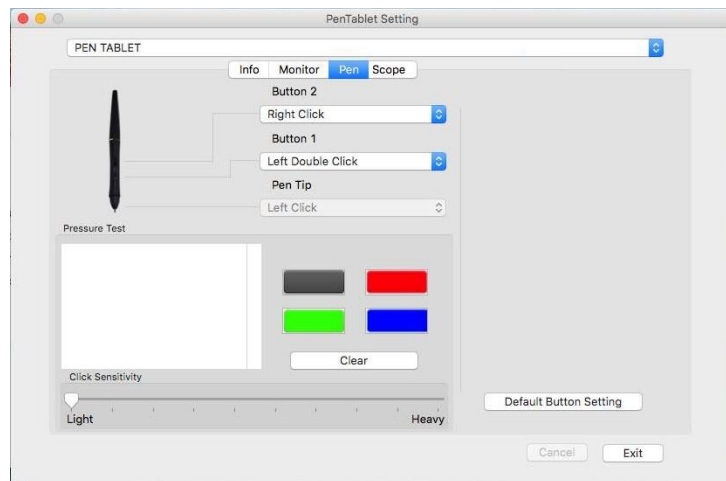 PenTablet Setting
PEN TABLET
Info Monitor Pen Scope
Button 2
Right Click
Button 1
Left Double Click
Pen Tip
Left Click
Pressure Test
Clear
Click Sensitivity
Light Heavy
Default Button Setting
Cancel Exit